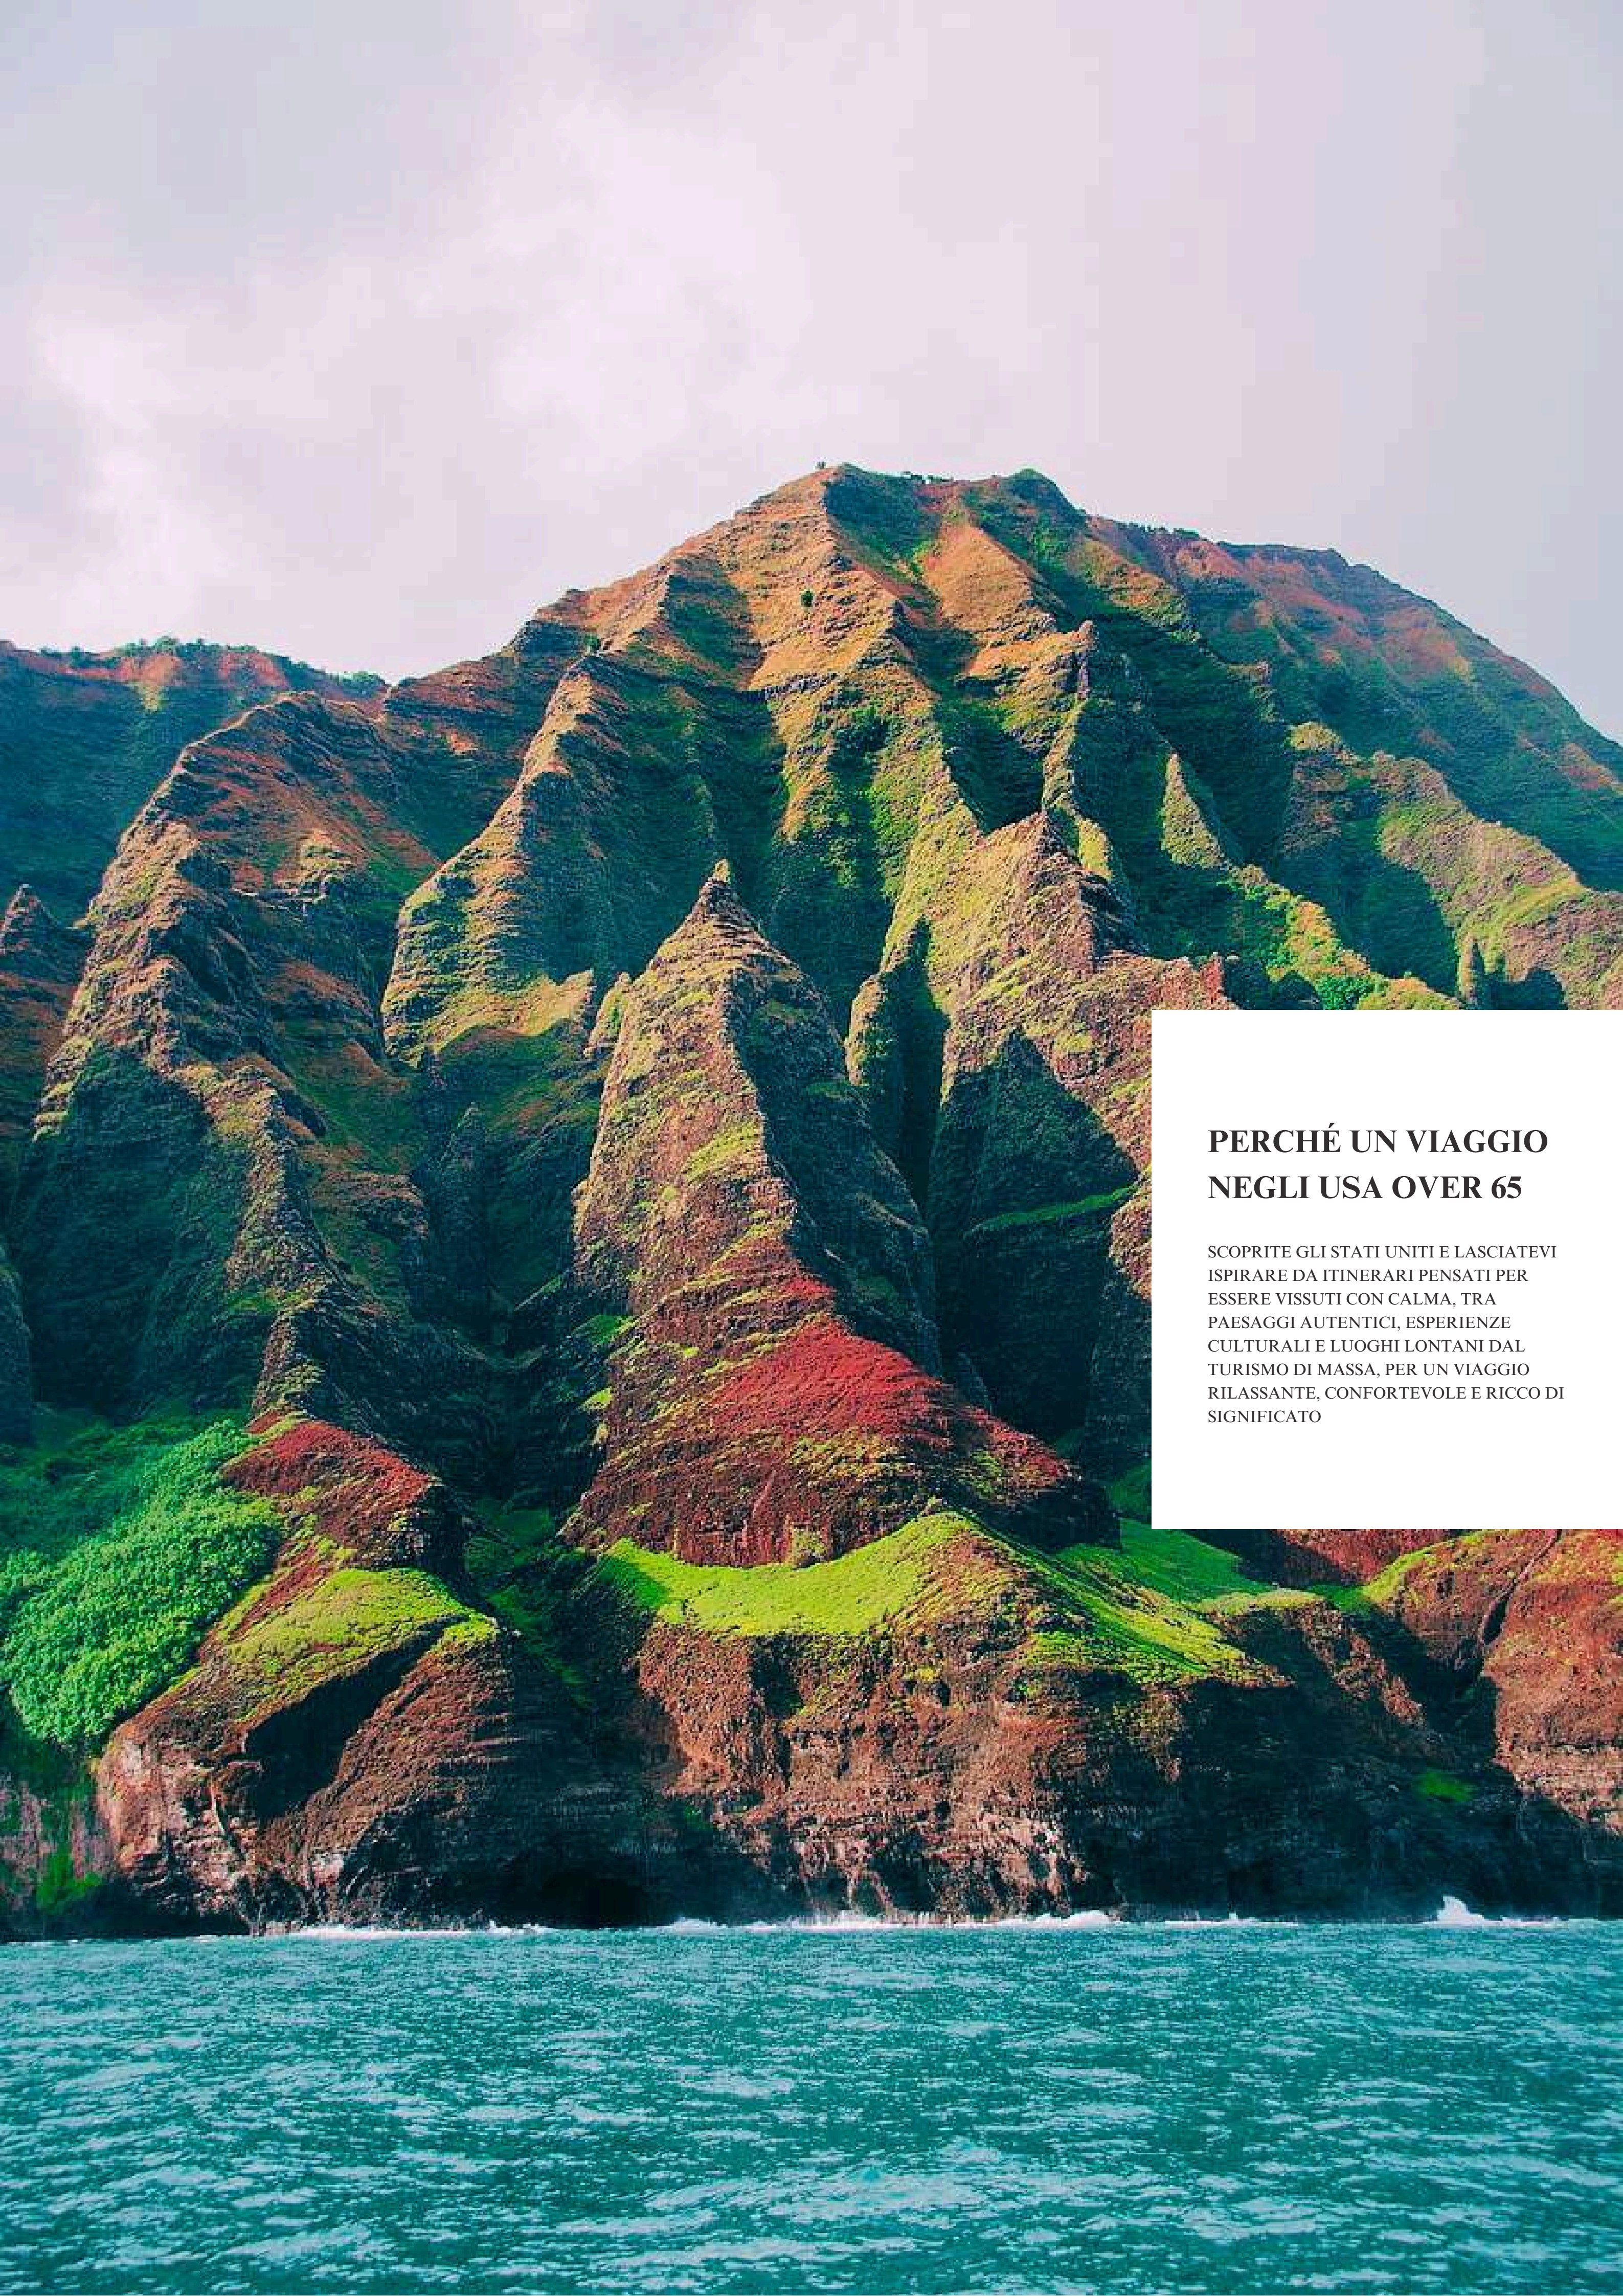 PERCHÉ UN VIAGGIO
NEGLI USA OVER 65
SCOPRITE GLI STATI UNITI E LASCIATEVI
ISPIRARE DA ITINERARI PENSATI PER
ESSERE VISSUTI CON CALMA, TRA
PAESAGGI AUTENTICI, ESPERIENZE
CULTURALI E LUOGHI LONTANI DAL
TURISMO DI MASSA, PER UN VIAGGIO
RILASSANTE, CONFORTEVOLE E RICCO DI
SIGNIFICATO